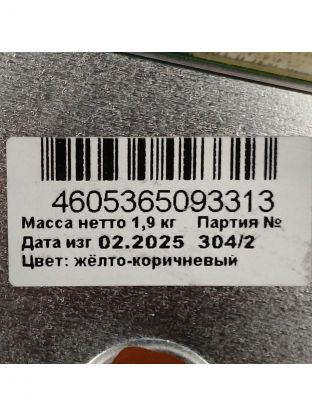 4605365093313
Масса нетто 1,9 кг Партия №
Дата изг 02.2025 304/2
Цвет: жёлто-коричневый